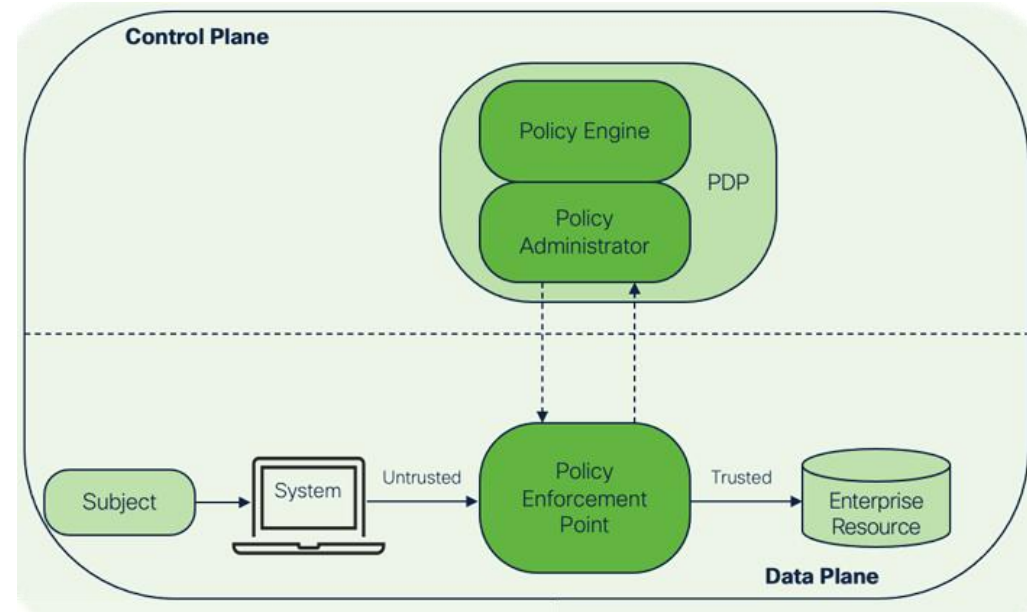 Control Plane
Policy Engine
PDP
Policy
Administrator
Subject
System
Untrusted
Policy
Enforcement
Point
Trusted
Enterprise
Resource
Data Plane